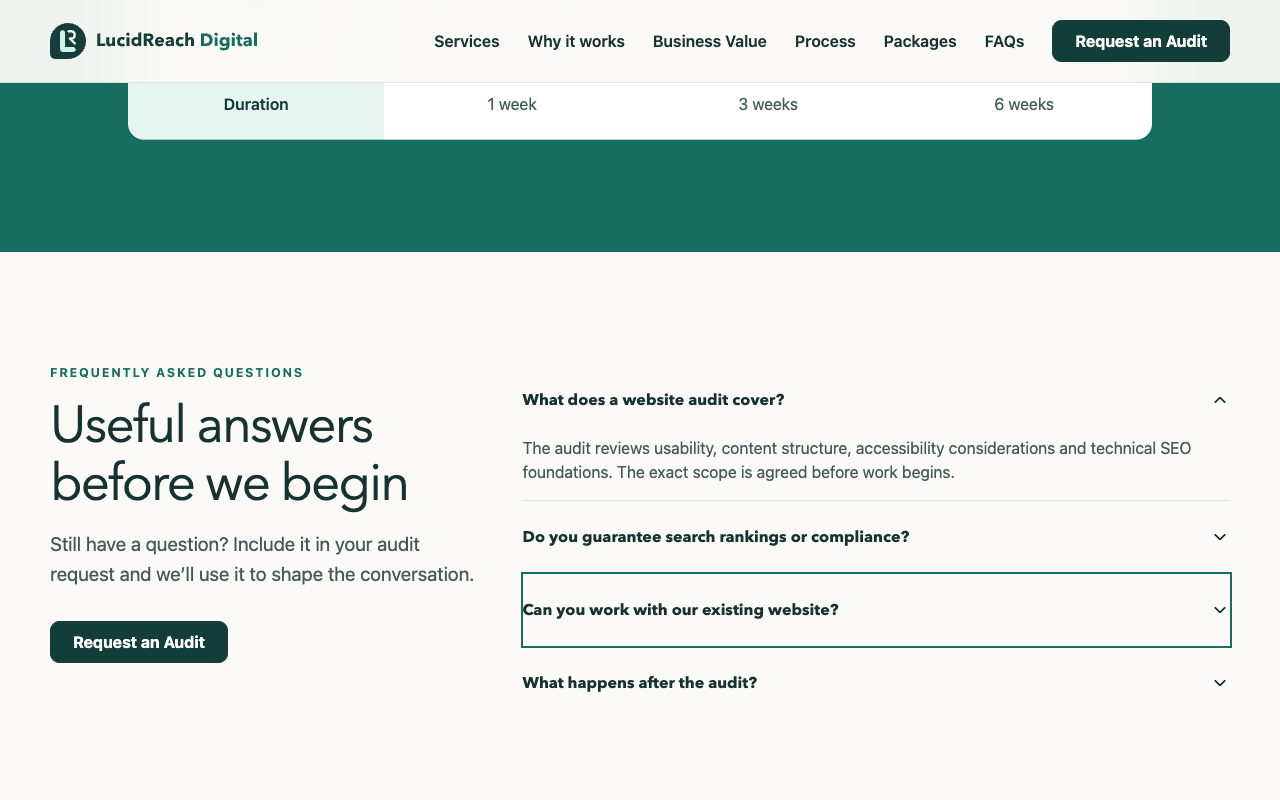 LucidReach Digital
Services Why it works Business Value Process Packages FAQs Request an Audit
Duration 1 week 3 weeks 6 weeks
FREQUENTLY ASKED QUESTIONS
Useful answers
before we begin
Still have a question? Include it in your audit
request and we’ll use it to shape the conversation.
Request an Audit
What does a website audit cover?
The audit reviews usability, content structure, accessibility considerations and technical SEO
foundations. The exact scope is agreed before work begins.
Do you guarantee search rankings or compliance?
Can you work with our existing website?
What happens after the audit?